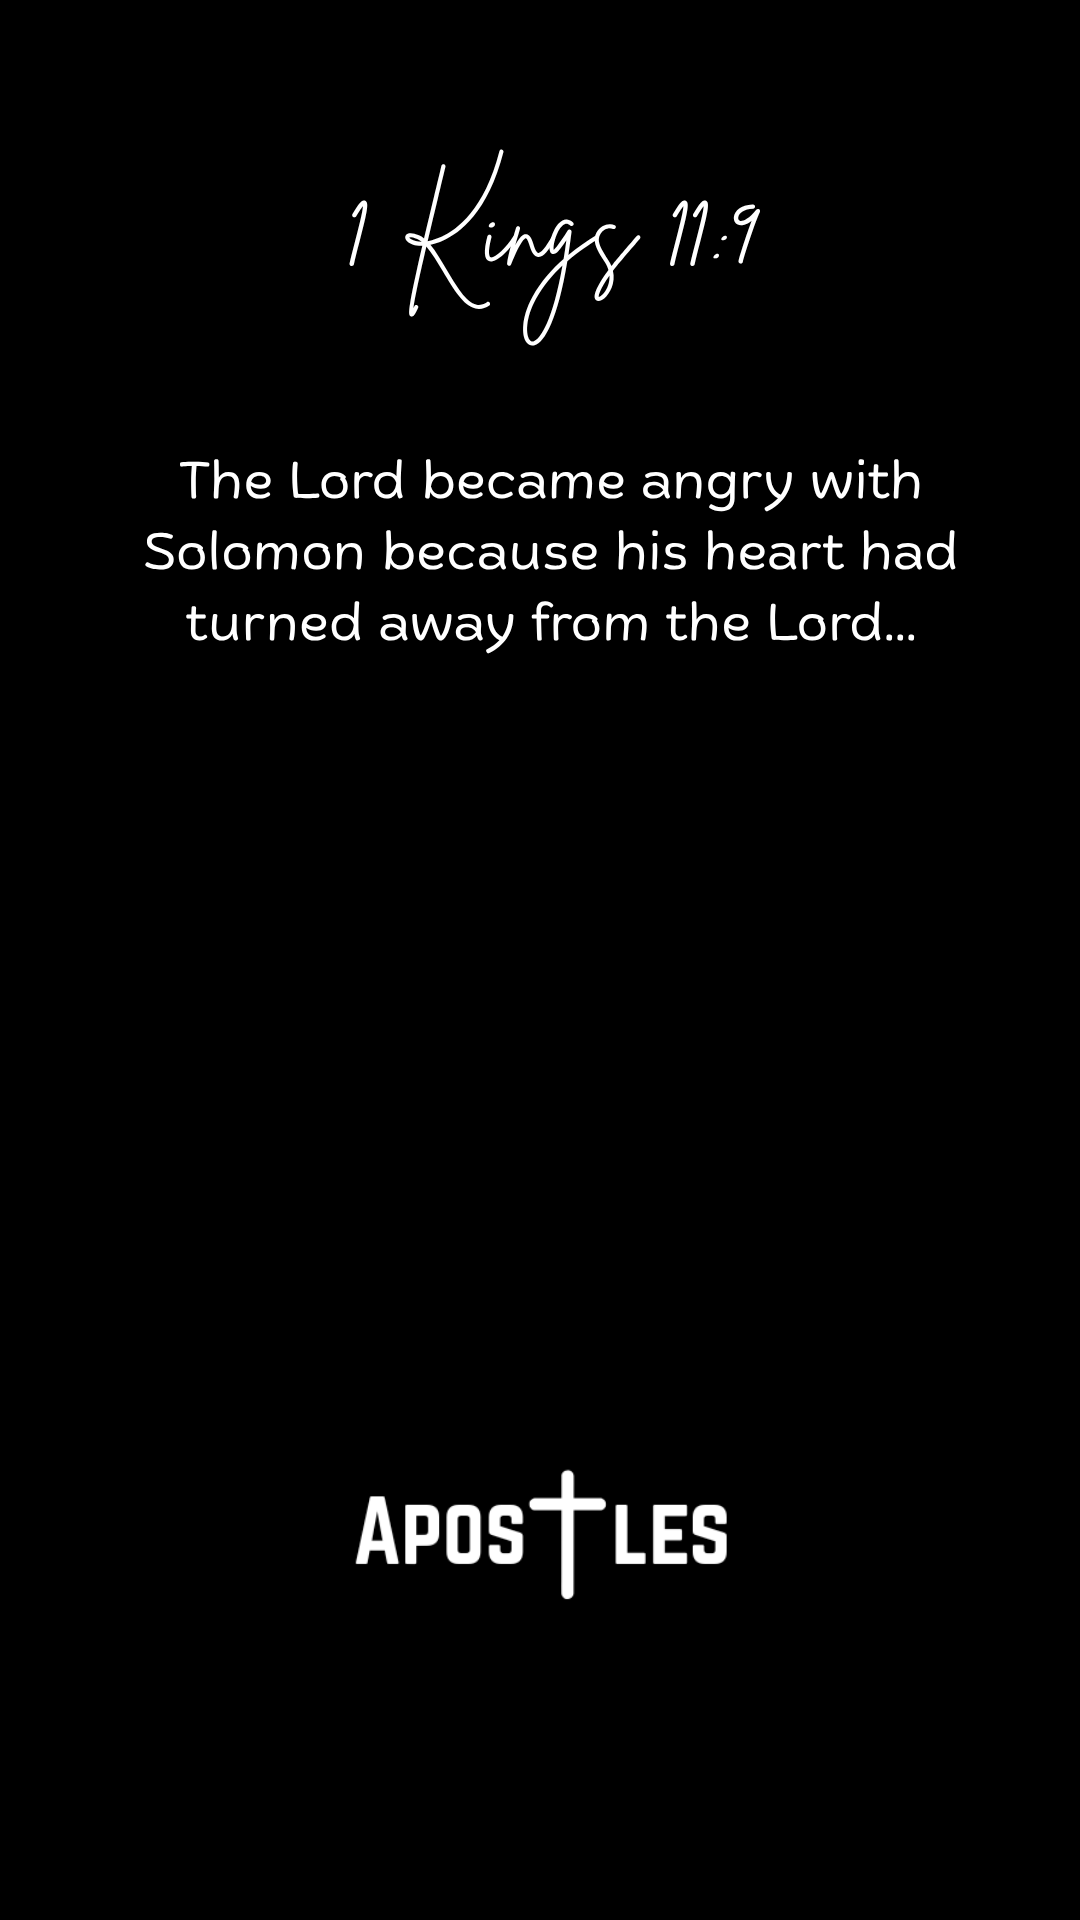 1 Kings 11:9
The Lord became angry with
Solomon because his heart had
turned away from the Lord...
APOSTLES